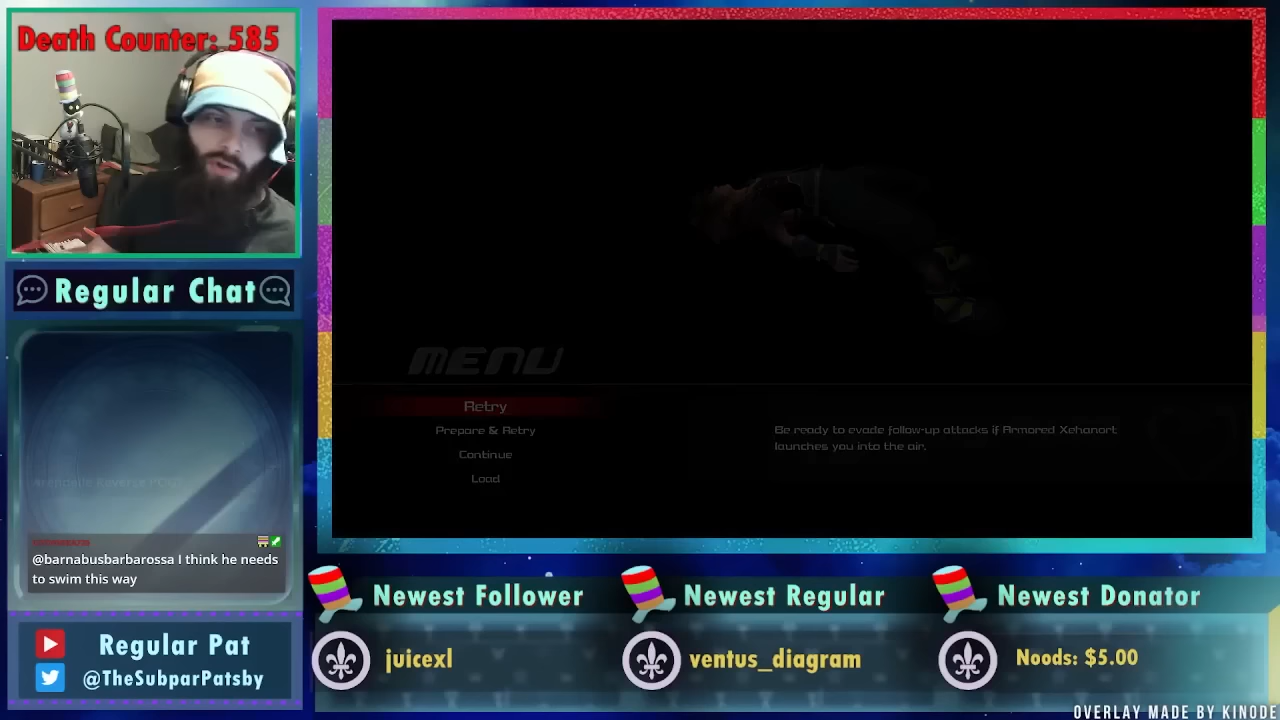 Death Counter: 585
Regular Chat
@barnabusbarbarossa I think he needs
to swim this way
Regular Pat
@TheSubparPatsby
MENU
Retry
Prepare & Retry
Continue
Load
Be ready to evade follow-up attacks if Armored Xehanort
launches you into the air.
Newest Follower
juicexl
Newest Regular
ventus_diagram
Newest Donator
Noods: $5.00
OVERLAY MADE BY KINODE